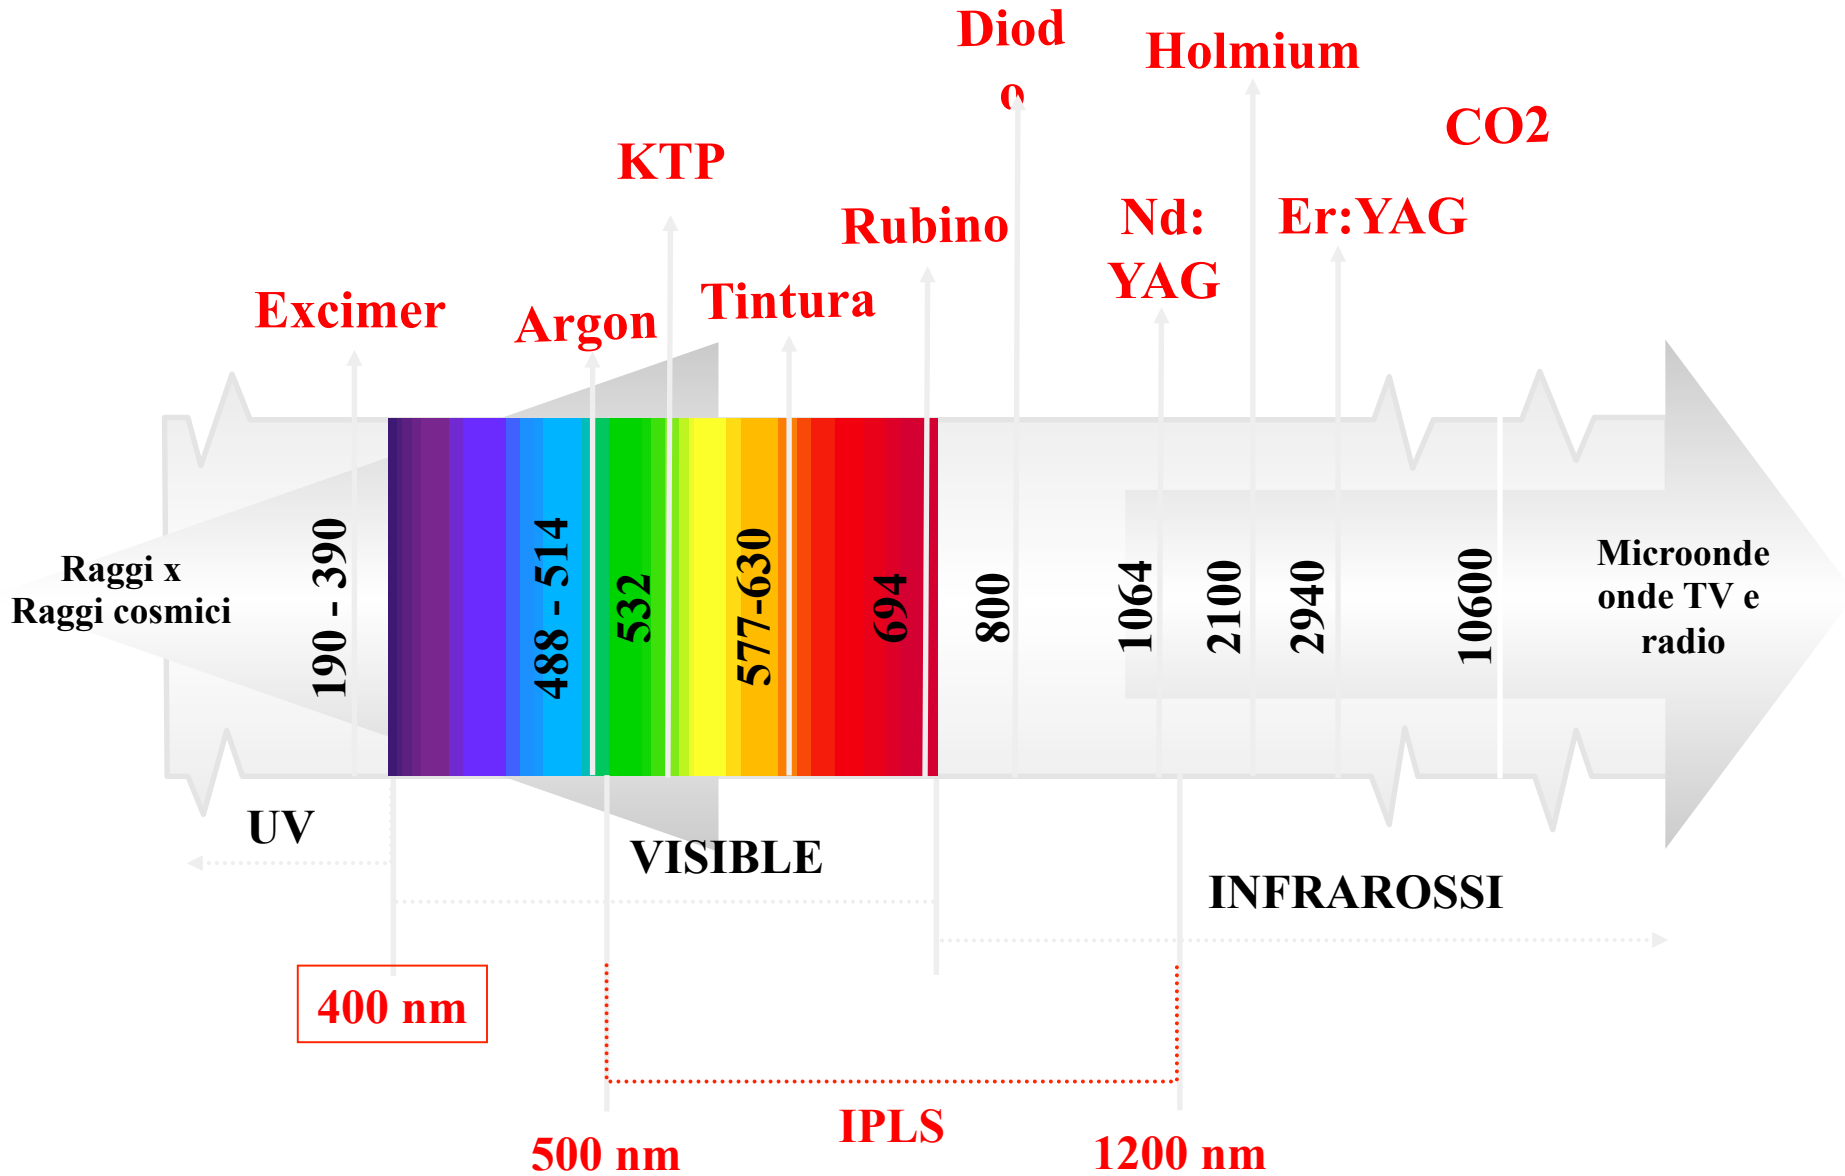 Diod
o
Holmium
CO2
KTP
Rubino
Nd:
YAG
Er:YAG
Excimer
Argon
Tintura
Raggi x
Raggi cosmici
190 - 390
488 - 514
532
577-630
694
800
1064
2100
2940
10600
Microonde
onde TV e
radio
UV
VISIBLE
INFRAROSSI
400 nm
IPLS
500 nm
1200 nm